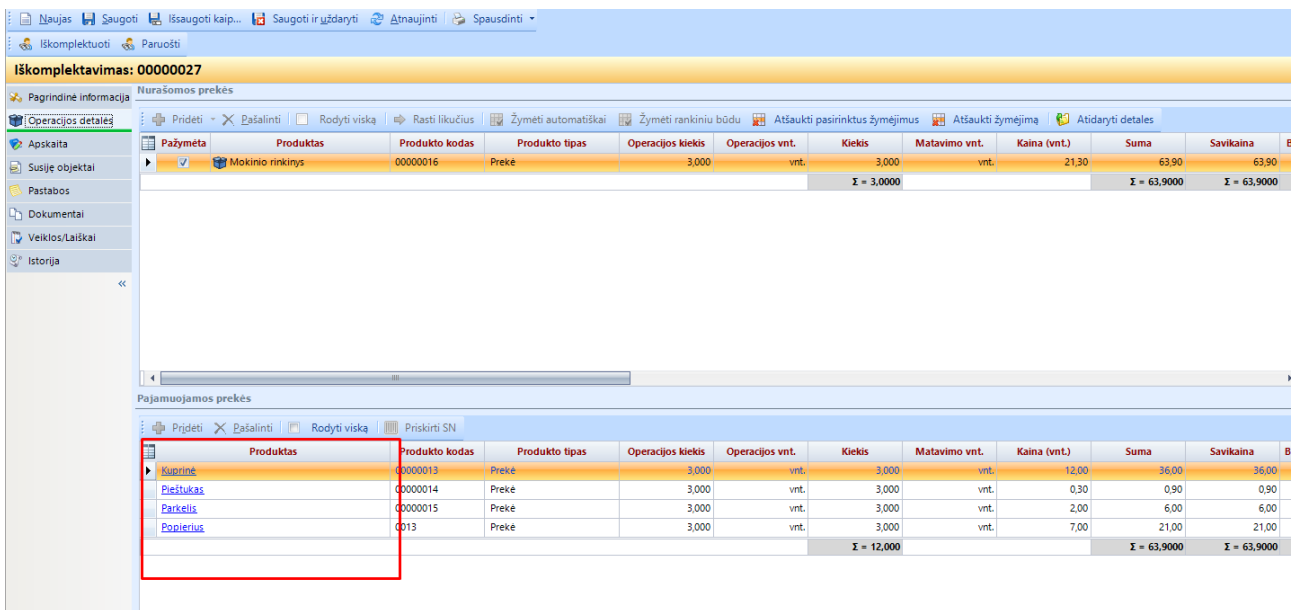 Naujas Saugoti Išsaugoti kaip... Saugoti ir uždaryti Atnaujinti Spausdinti
Iškomplektuoti Paruošti
Iškomplektavimas: 00000027
Pagrindinė informacija
Operacijos detalės
Apskaita
Susiję objektai
Pastabos
Dokumentai
Veiklos/Laiškai
Istorija
«
Nurašomos prekės
Pridėti Pašalinti Rodyti viską Rasti likučius Žymėti automatiškai Žymėti rankiniu būdu Atšaukti pasirinktus žymėjimus Atšaukti žymėjimą Atidaryti detales
Pažymėta Produktas Produkto kodas Produkto tipas Operacijos kiekis Operacijos vnt. Kiekis Matavimo vnt. Kaina (vnt.) Suma Savikaina B
Mokinio rinkinys 00000016 Prekė 3,000 vnt. 3,000 vnt. 21,30 63,90 63,90
Σ = 3,0000 Σ = 63,9000 Σ = 63,9000
Pajamuojamos prekės
Pridėti Pašalinti Rodyti viską Priskirti SN
Produktas Produkto kodas Produkto tipas Operacijos kiekis Operacijos vnt. Kiekis Matavimo vnt. Kaina (vnt.) Suma Savikaina B
Kuprinė 00000013 Prekė 3,000 vnt. 3,000 vnt. 12,00 36,00 36,00
Pieštukas 00000014 Prekė 3,000 vnt. 3,000 vnt. 0,30 0,90 0,90
Parkelis 00000015 Prekė 3,000 vnt. 3,000 vnt. 2,00 6,00 6,00
Popierius 0013 Prekė 3,000 vnt. 3,000 vnt. 7,00 21,00 21,00
Σ = 12,000 Σ = 63,9000 Σ = 63,9000